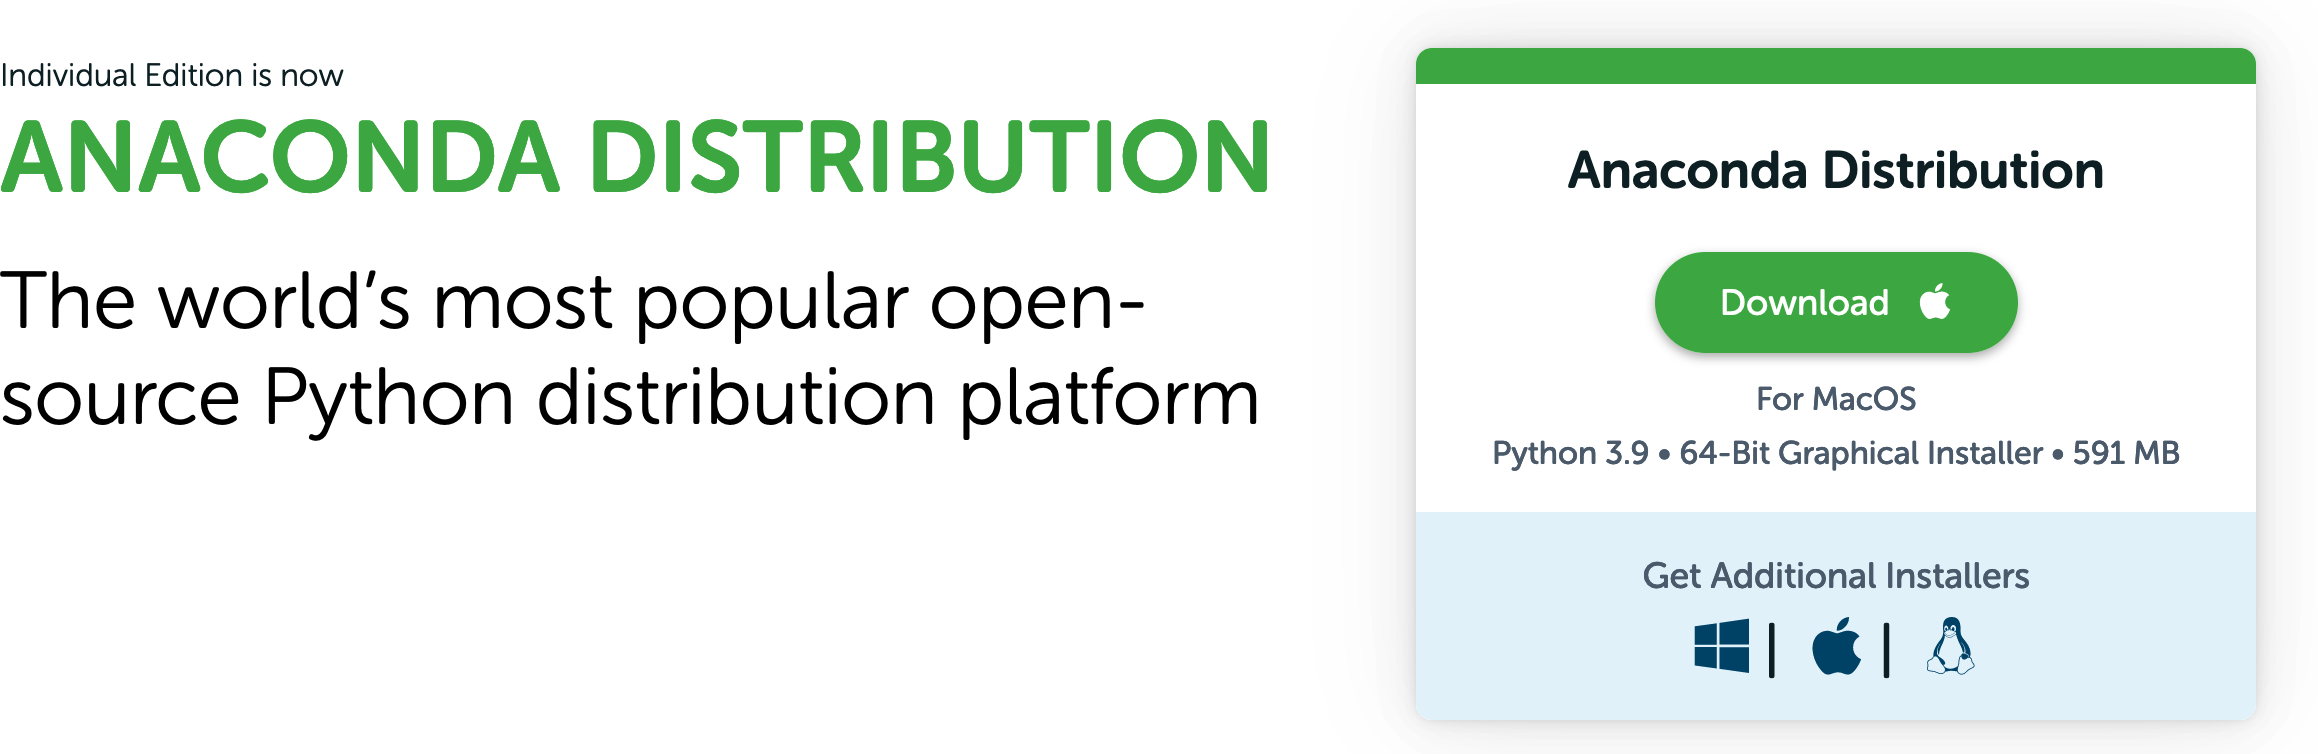 Individual Edition is now
ANACONDA DISTRIBUTION
The world’s most popular open-
source Python distribution platform
Anaconda Distribution
Download
For MacOS
Python 3.9 • 64-Bit Graphical Installer • 591 MB
Get Additional Installers